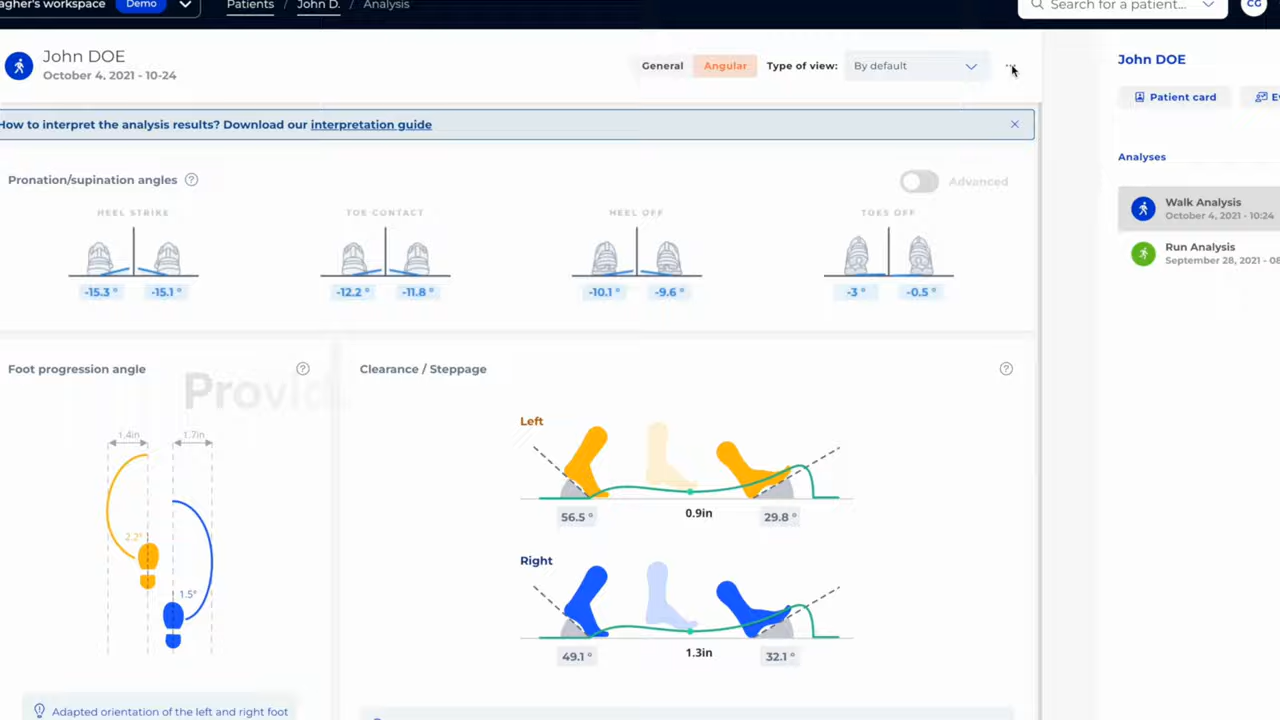 agher's workspace Demo Patients / John D. / Analysis Search for a patient... CG
John DOE
October 4, 2021 - 10-24
General Angular Type of view: By default
How to interpret the analysis results? Download our interpretation guide
Pronation/supination angles ? Advanced
HEEL STRIKE TOE CONTACT HEEL OFF TOES OFF
-15.3 ° -15.1 ° -12.2 ° -11.8 ° -10.1 ° -9.6 ° -3 ° -0.5 °
Foot progression angle ? Clearance / Steppage ?
Provid
1.4in 1.7in
2.2°
1.5°
Left
56.5 ° 0.9in 29.8 °
Right
49.1 ° 1.3in 32.1 °
Adapted orientation of the left and right foot
John DOE
Patient card E
Analyses
Walk Analysis
October 4, 2021 - 10:24
Run Analysis
September 28, 2021 - 08